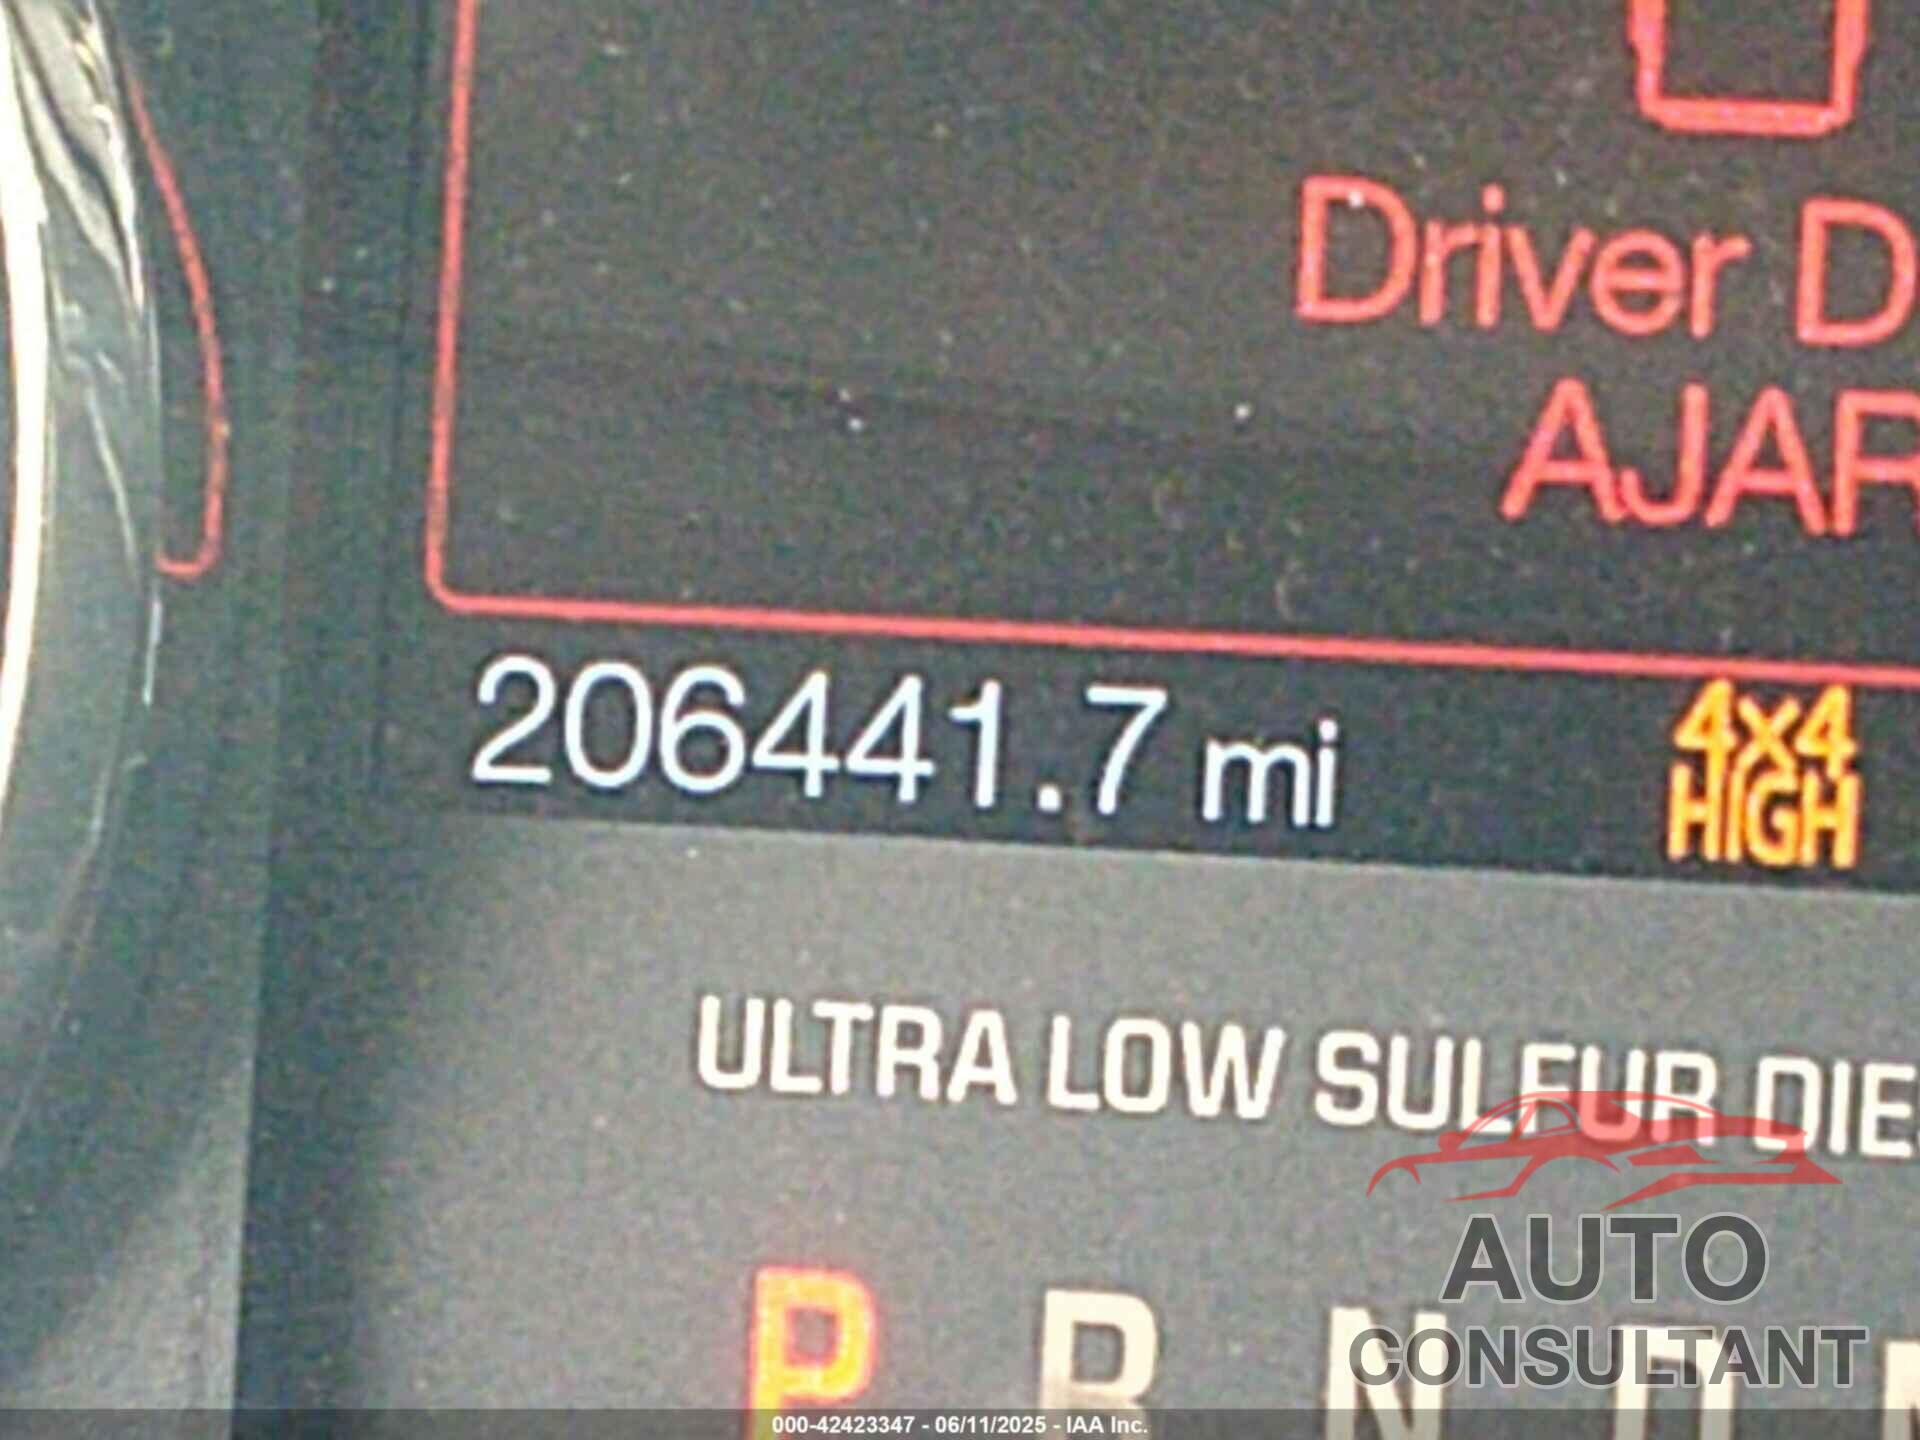 Driver D
AJAR
206441.7 mi
4x4
HIGH
ULTRA LOW SULFUR DIE
P R N
AUTO
CONSULTANT
000-42423347 - 06/11/2025 - IAA Inc.